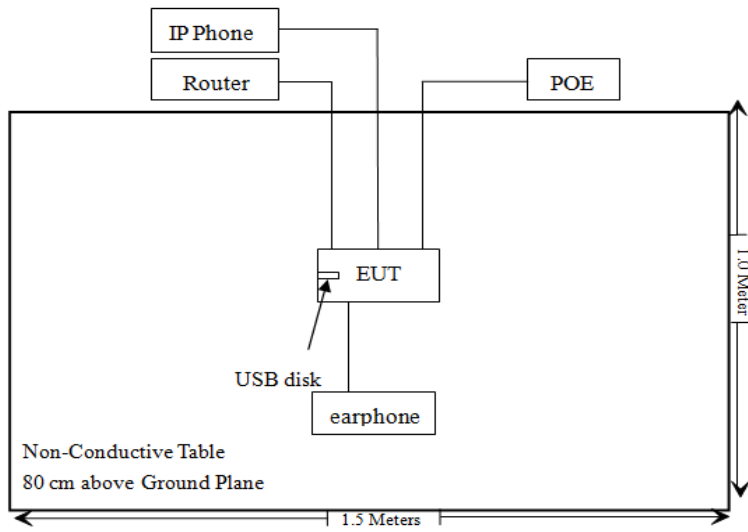 IP Phone
Router
POE
EUT
USB disk
earphone
Non-Conductive Table
80 cm above Ground Plane
1.0 Meter
1.5 Meters